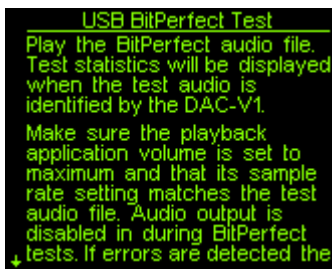 USB BitPerfect Test
Play the BitPerfect audio file.
Test statistics will be displayed
when the test audio is
identified by the DAC-V1.
Make sure the playback
application volume is set to
maximum and that its sample
rate setting matches the test
audio file. Audio output is
disabled in during BitPerfect
tests. If errors are detected the